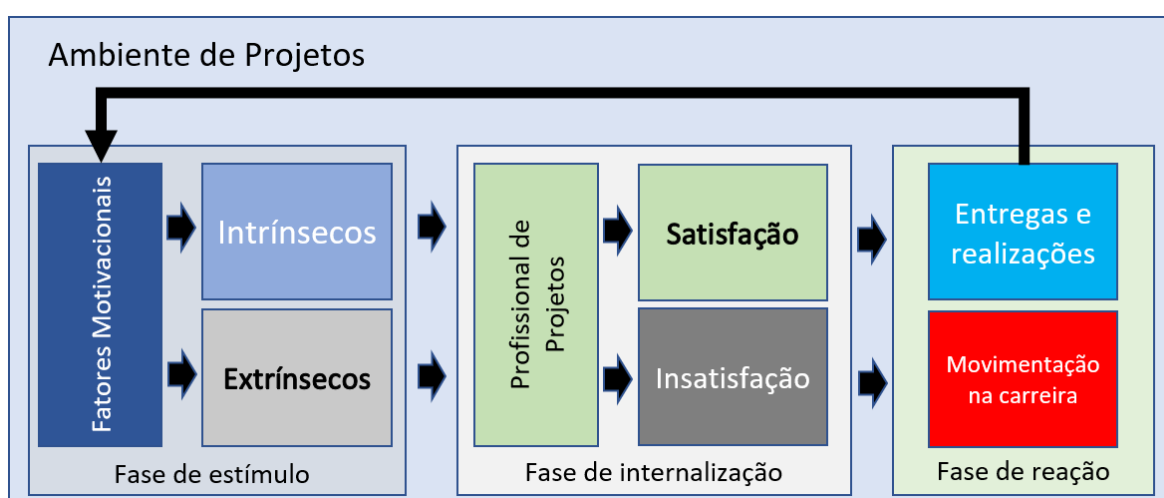 Ambiente de Projetos
Fatores Motivacionais
Intrínsecos
Extrínsecos
Fase de estímulo
Profissional de
Projetos
Satisfação
Insatisfação
Fase de internalização
Entregas e
realizações
Movimentação
na carreira
Fase de reação